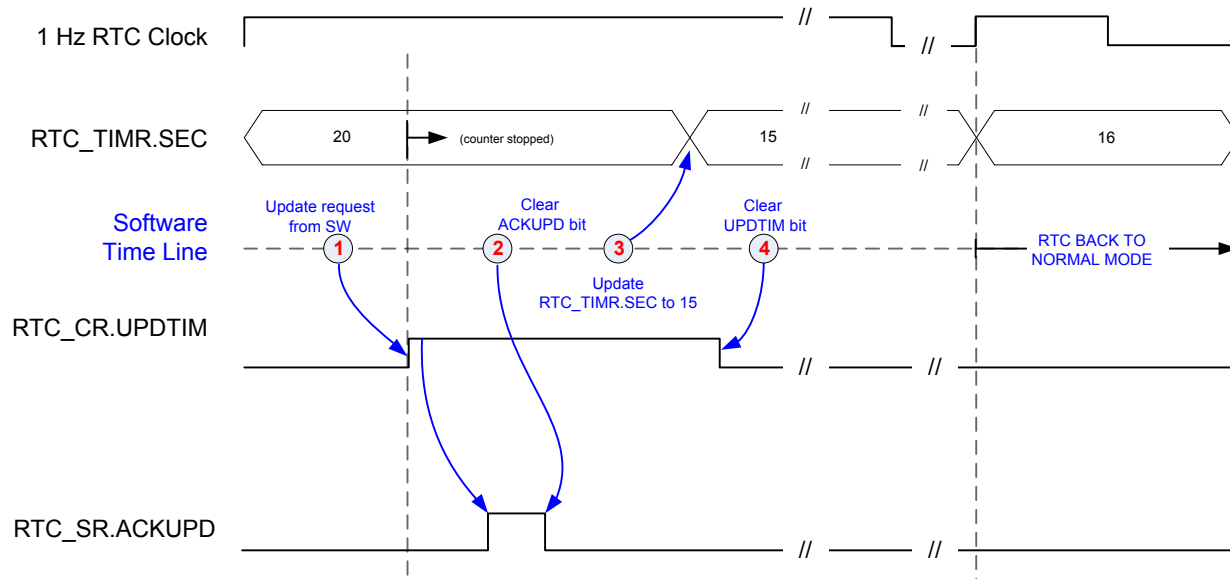 1 Hz RTC Clock
//
//
RTC_TIMR.SEC
20
(counter stopped)
//
15
//
16
//
//
Software
Time Line
Update request
from SW
1
Clear
ACKUPD bit
2
3
Update
RTC_TIMR.SEC to 15
Clear
UPDTIM bit
4
RTC BACK TO
NORMAL MODE
RTC_CR.UPDTIM
//
//
RTC_SR.ACKUPD
//
//